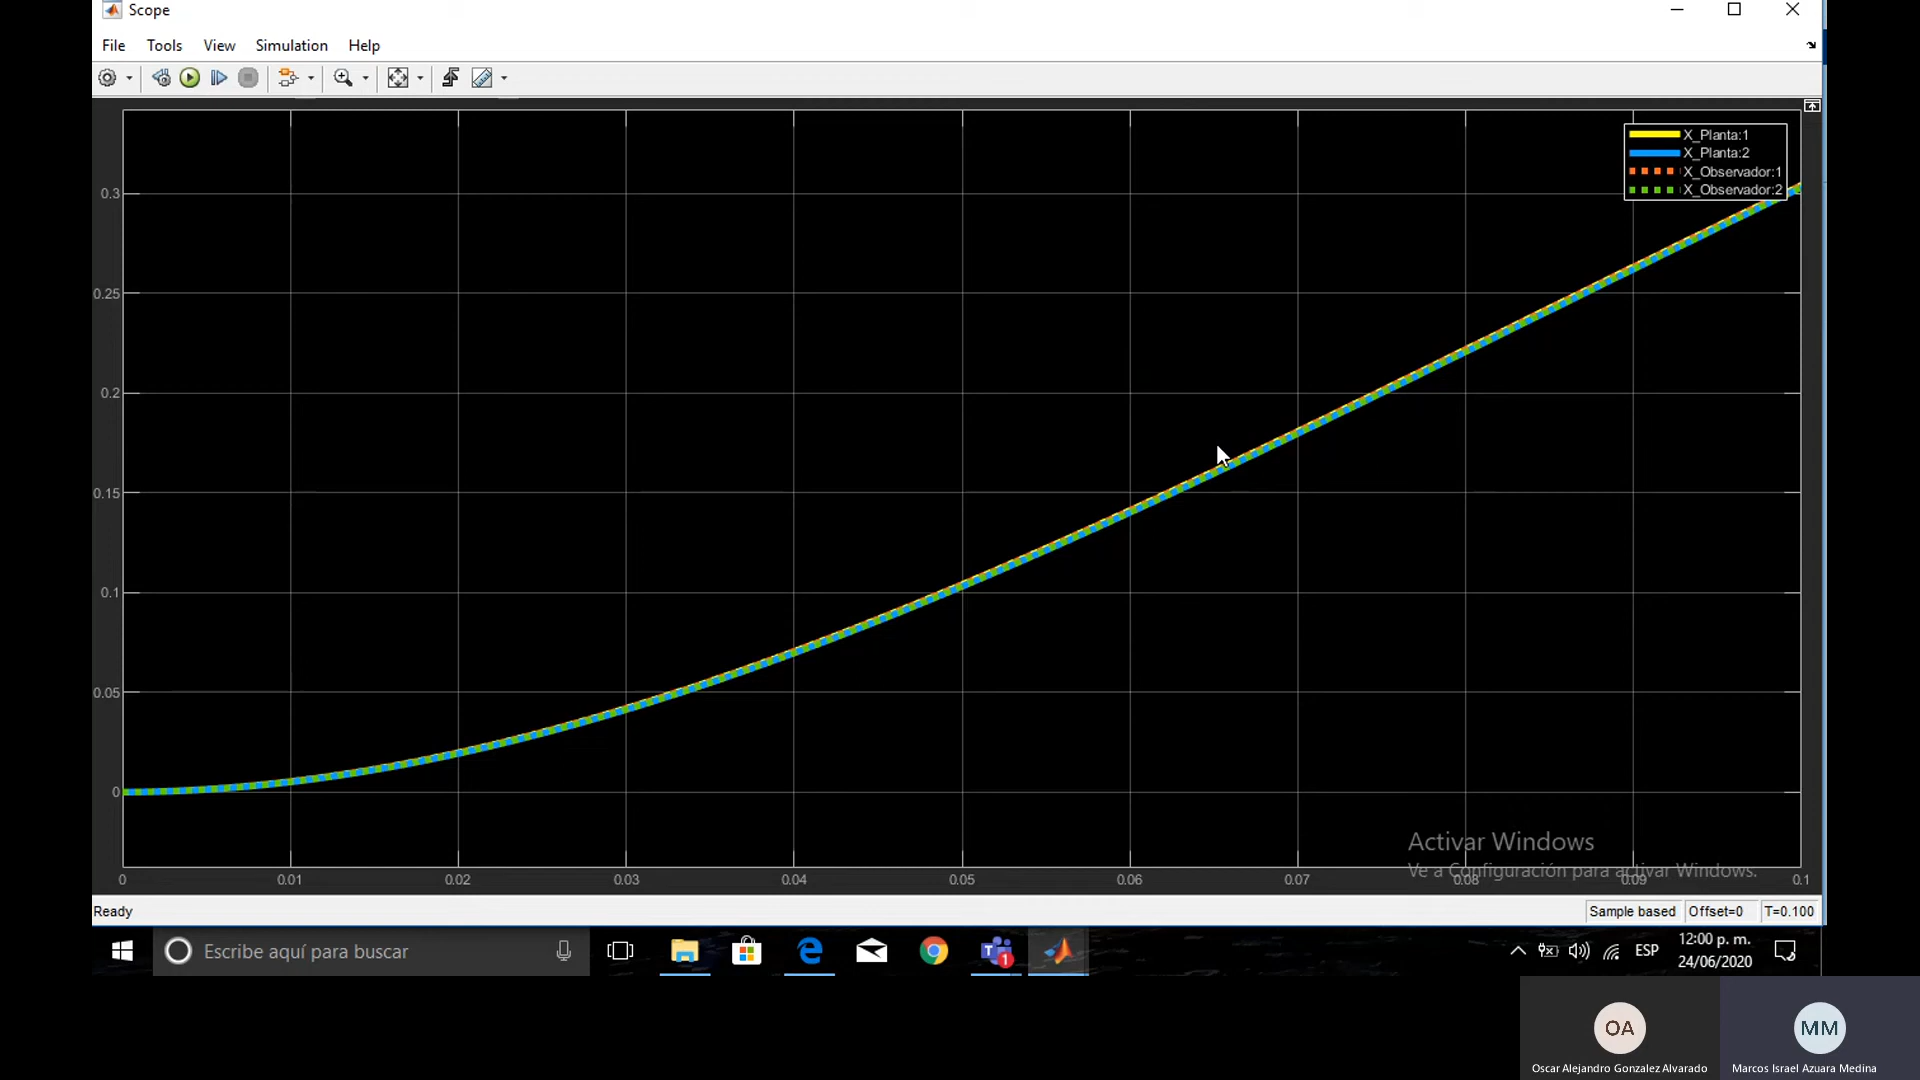 Scope
File Tools View Simulation Help
X_Planta:1
X_Planta:2
X_Observador:1
X_Observador:2
0.3
0.25
0.2
0.15
0.1
0.05
0
0 0.01 0.02 0.03 0.04 0.05 0.06 0.07 0.08 0.09 0.1
Activar Windows
Ve a Configuración para activar Windows.
Ready
Sample based Offset=0 T=0.100
Escribe aquí para buscar
1
ESP
12:00 p. m.
24/06/2020
OA
MM
Oscar Alejandro Gonzalez Alvarado
Marcos Israel Azuara Medina